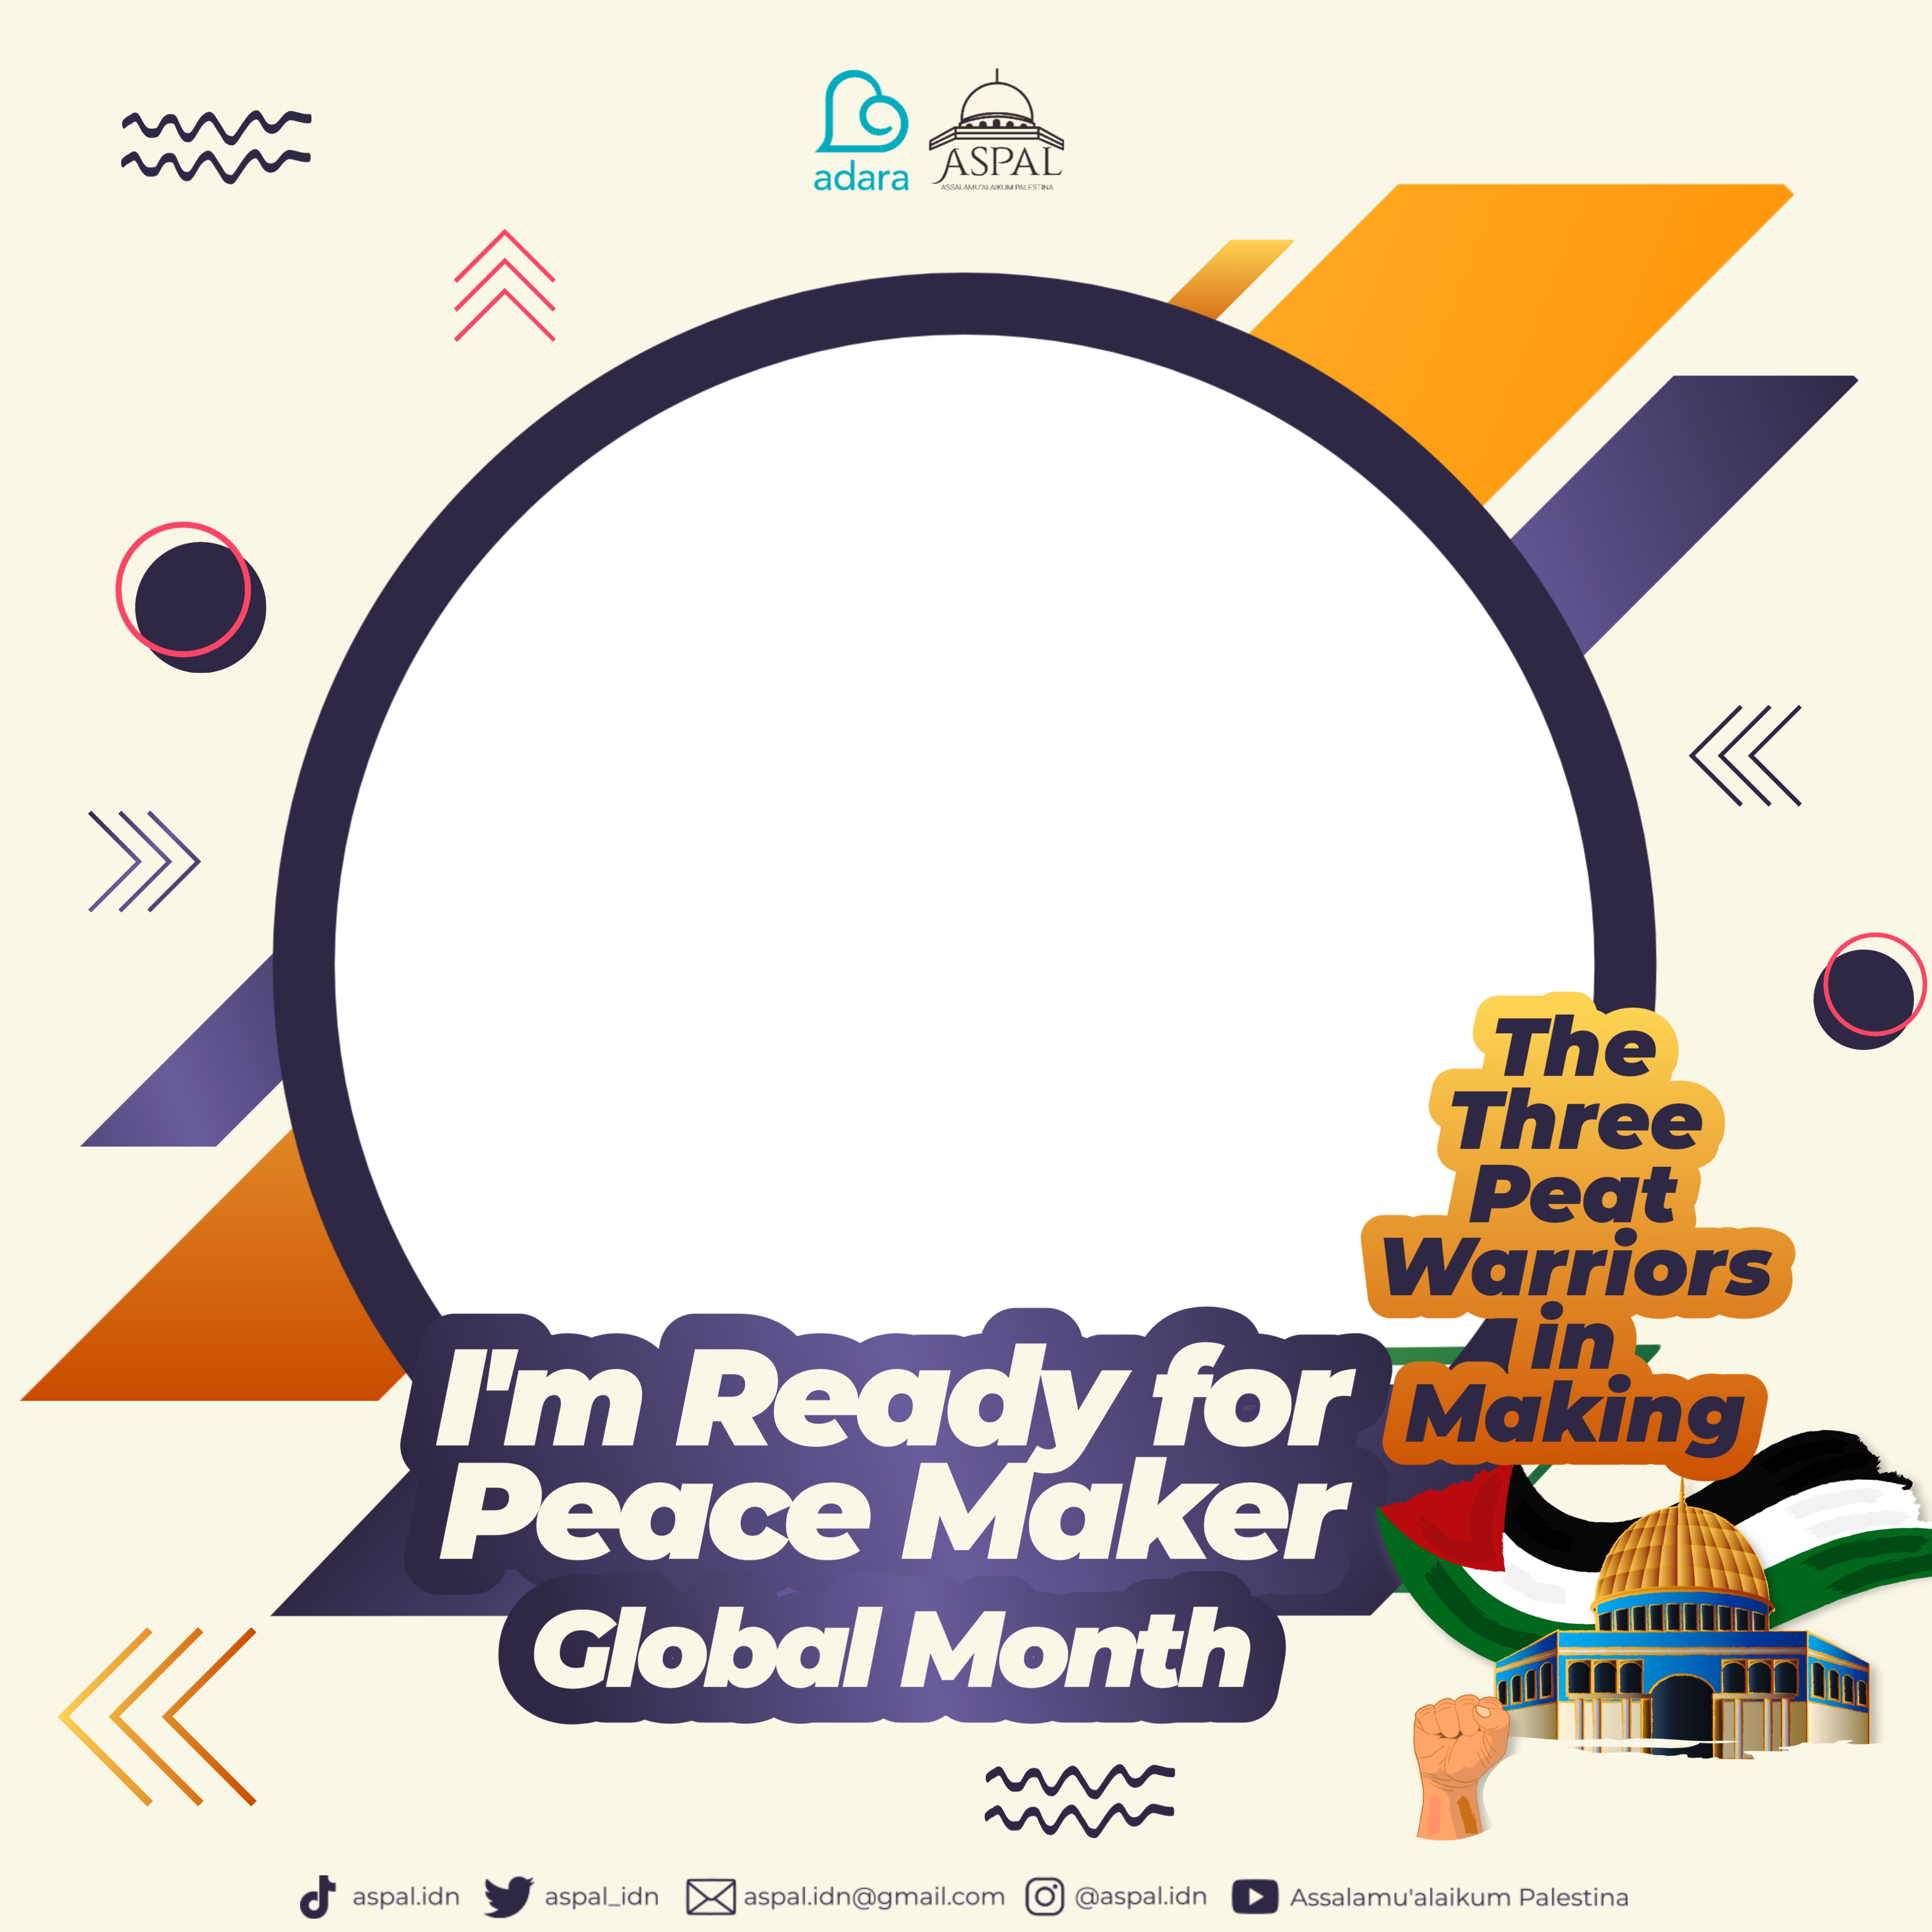 adara
ASPAL
ASSALAMU'ALAIKUM PALESTINA
The
Three
Peat
Warriors
in
Making
I'm Ready for
Peace Maker
Global Month
aspal.idn
aspal_idn
aspal.idn@gmail.com
@aspal.idn
Assalamu'alaikum Palestina